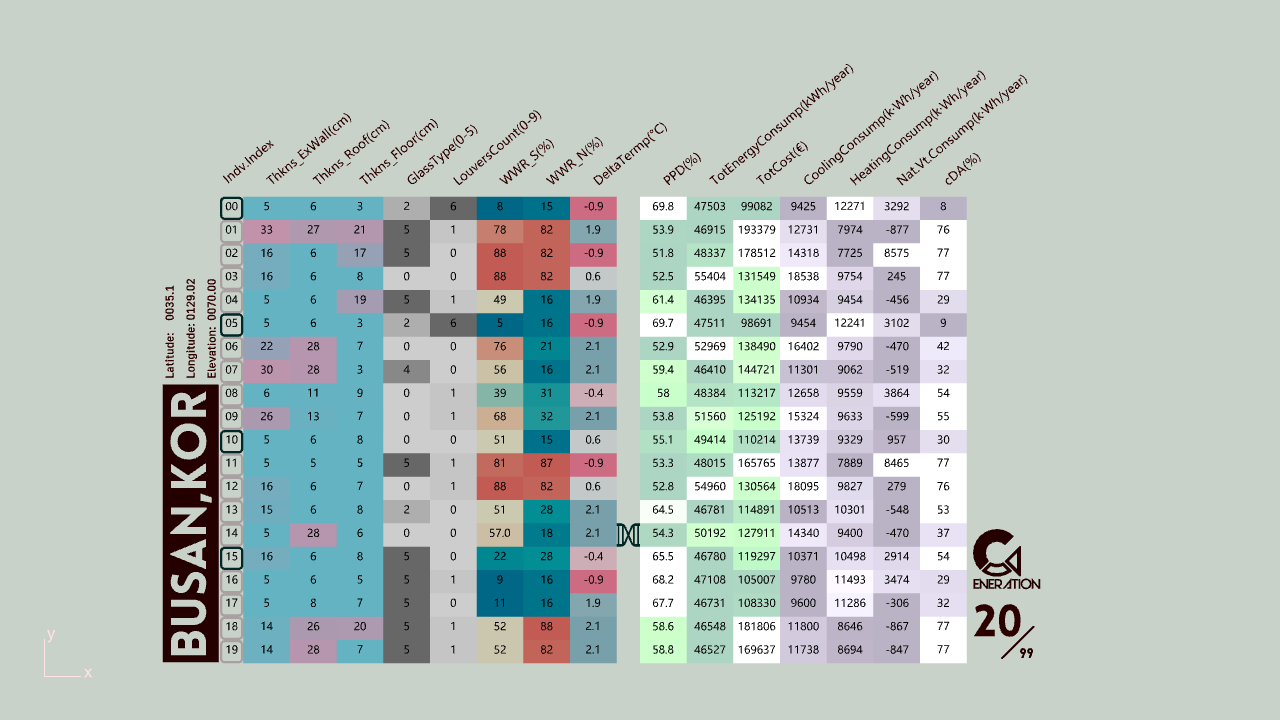 Indv.Index Thkns_ExWall(cm) Thkns_Roof(cm) Thkns_Floor(cm) GlassType(0-5) LouversCount(0-9) WWR_S(%) WWR_N(%) DeltaTermp(°C) PPD(%) TotEnergyConsump(kWh/year) TotCost(€) CoolingConsump(k·Wh/year) HeatingConsump(k·Wh/year) Nat.Vt.Consump(k·Wh/year) cDA(%)
00 5 6 3 2 6 8 15 -0.9 69.8 47503 99082 9425 12271 3292 8
01 33 27 21 5 1 78 82 1.9 53.9 46915 193379 12731 7974 -877 76
02 16 6 17 5 0 88 82 -0.9 51.8 48337 178512 14318 7725 8575 77
03 16 6 8 0 0 88 82 0.6 52.5 55404 131549 18538 9754 245 77
04 5 6 19 5 1 49 16 1.9 61.4 46395 134135 10934 9454 -456 29
05 5 6 3 2 6 5 16 -0.9 69.7 47511 98691 9454 12241 3102 9
06 22 28 7 0 0 76 21 2.1 52.9 52969 138490 16402 9790 -470 42
07 30 28 3 4 0 56 16 2.1 59.4 46410 144721 11301 9062 -519 32
08 6 11 9 0 1 39 31 -0.4 58 48384 113217 12658 9559 3864 54
09 26 13 7 0 1 68 32 2.1 53.8 51560 125192 15324 9633 -599 55
10 5 6 8 0 0 51 15 0.6 55.1 49414 110214 13739 9329 957 30
11 5 5 5 5 1 81 87 -0.9 53.3 48015 165765 13877 7889 8465 77
12 16 6 7 0 1 88 82 0.6 52.8 54960 130564 18095 9827 279 76
13 15 6 8 2 0 51 28 2.1 64.5 46781 114891 10513 10301 -548 53
14 5 28 6 0 0 57.0 18 2.1 54.3 50192 127911 14340 9400 -470 37
15 16 6 8 5 0 22 28 -0.4 65.5 46780 119297 10371 10498 2914 54
16 5 6 5 5 1 9 16 -0.9 68.2 47108 105007 9780 11493 3474 29
17 5 8 7 5 0 11 16 1.9 67.7 46731 108330 9600 11286 -306 32
18 14 26 20 5 1 52 88 2.1 58.6 46548 181806 11800 8646 -867 77
19 14 28 7 5 1 52 82 2.1 58.8 46527 169637 11738 8694 -847 77
BUSAN,KOR
Latitude: 0035.1
Longitude: 0129.02
Elevation: 0070.00
ENERATION
20/99
y
x